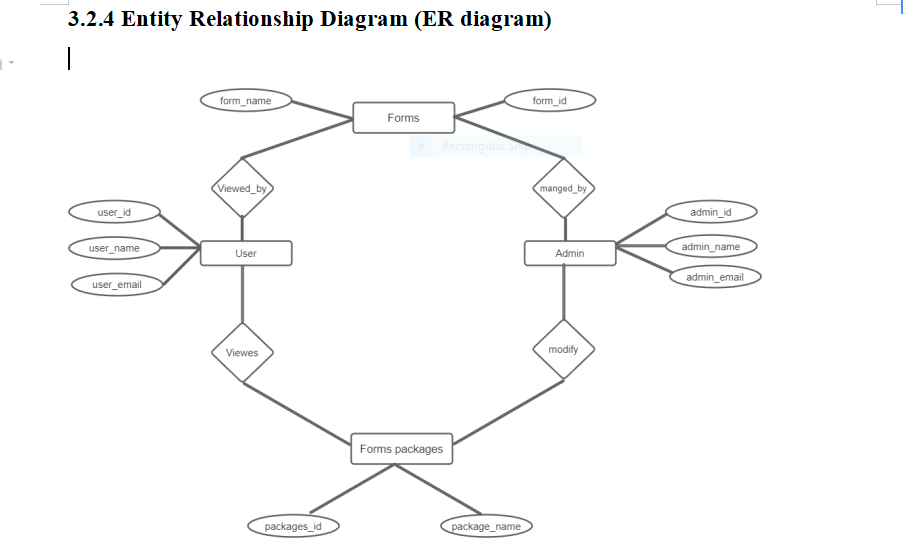 3.2.4 Entity Relationship Diagram (ER diagram)
form_name
form_id
Forms
Rectangular Snip
Viewed_by
manged_by
user_id
admin_id
user_name
admin_name
User
Admin
user_email
admin_email
Viewes
modify
Forms packages
packages_id
package_name